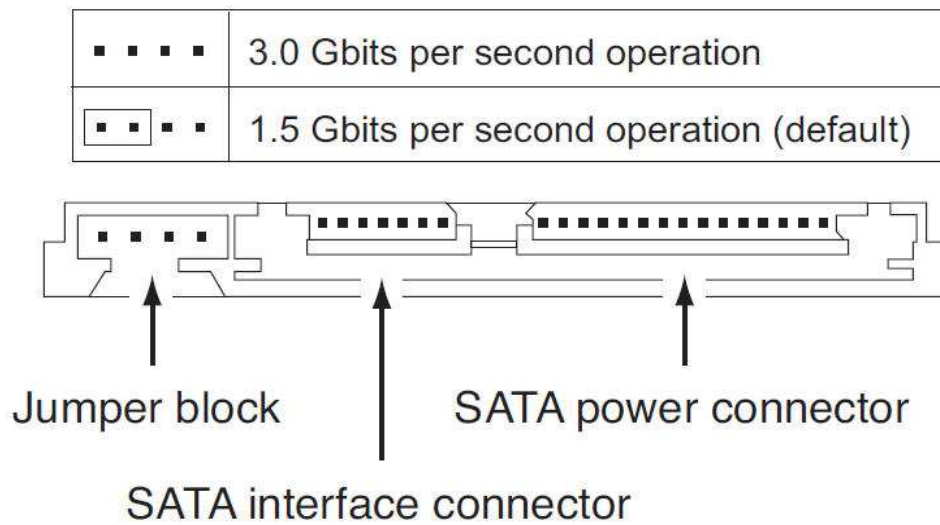 3.0 Gbits per second operation
1.5 Gbits per second operation (default)
Jumper block
SATA power connector
SATA interface connector